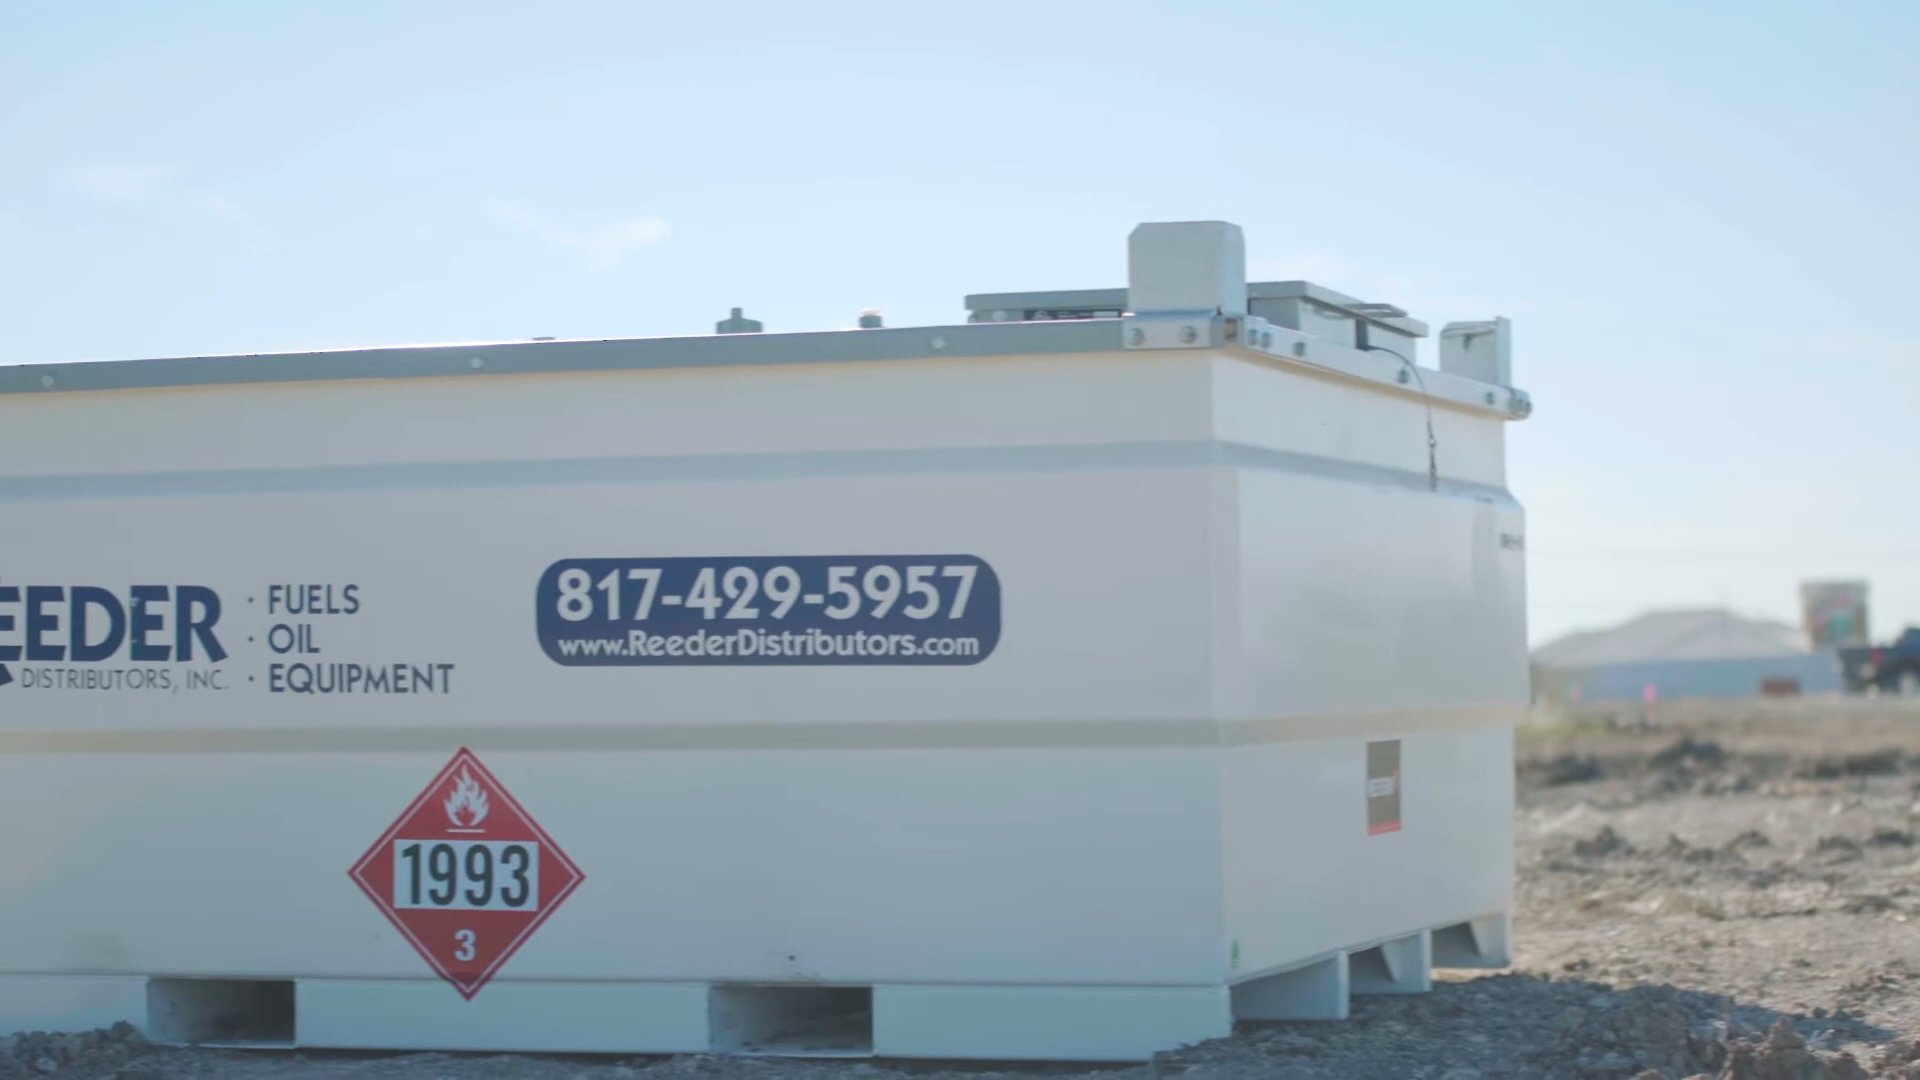 EEDER
DISTRIBUTORS, INC.
· FUELS
· OIL
· EQUIPMENT
817-429-5957
www.ReederDistributors.com
1993
3